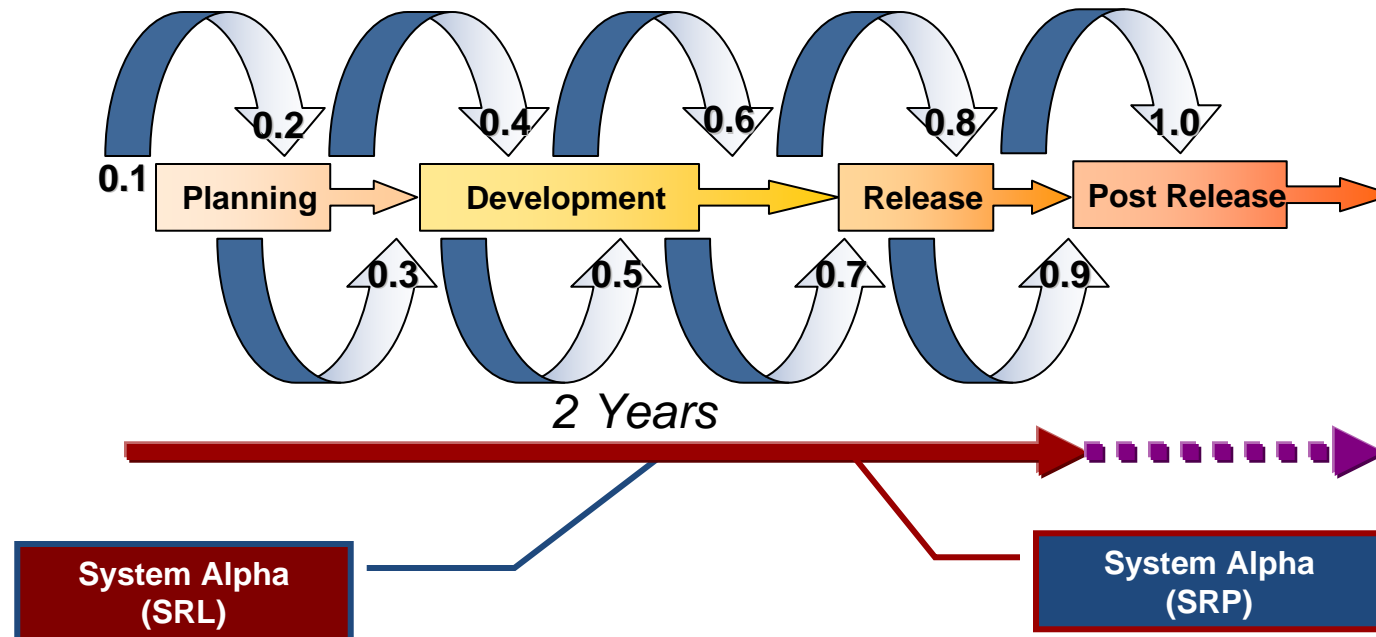 0.2
0.4
0.6
0.8
1.0
0.1
Planning
Development
Release
Post Release
0.3
0.5
0.7
0.9
2 Years
System Alpha
(SRL)
System Alpha
(SRP)